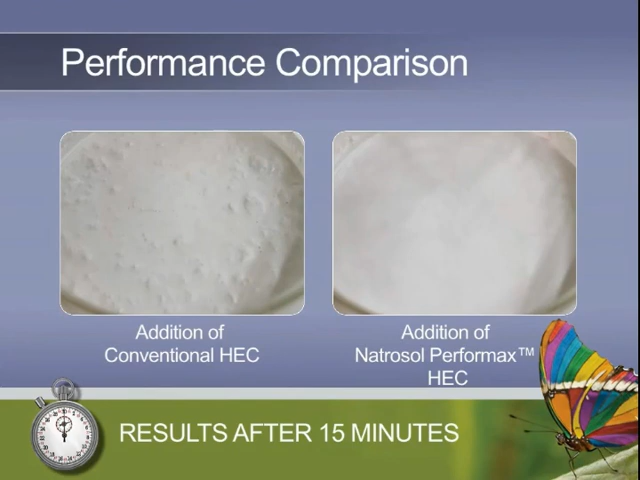 Performance Comparison
Addition of
Conventional HEC
Addition of
Natrosol Performax™
HEC
RESULTS AFTER 15 MINUTES